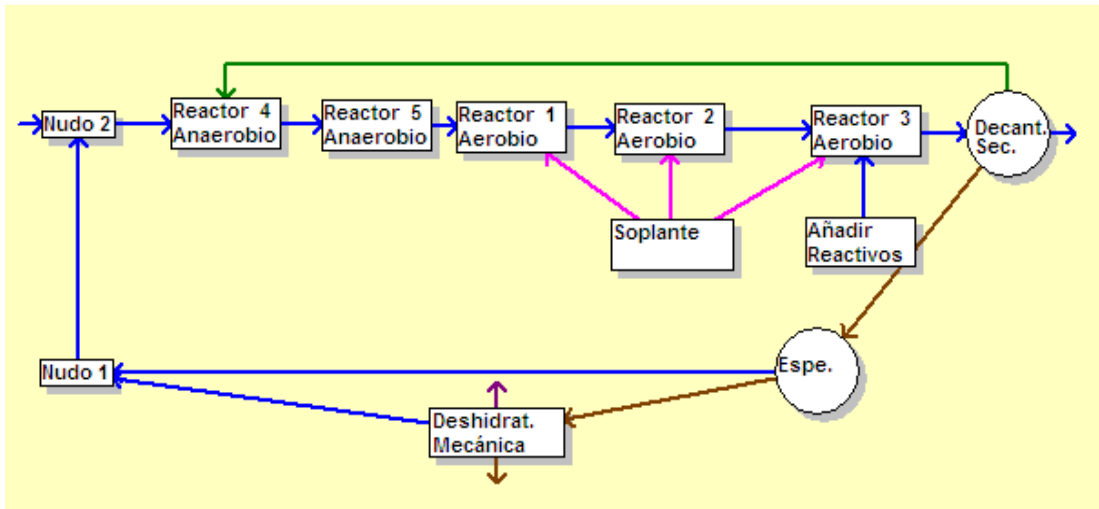 Nudo 2
Reactor 4
Anaerobio
Reactor 5
Anaerobio
Reactor 1
Aerobio
Reactor 2
Aerobio
Reactor 3
Aerobio
Decant.
Sec.
Soplante
Añadir
Reactivos
Nudo 1
Espe.
Deshidrat.
Mecánica